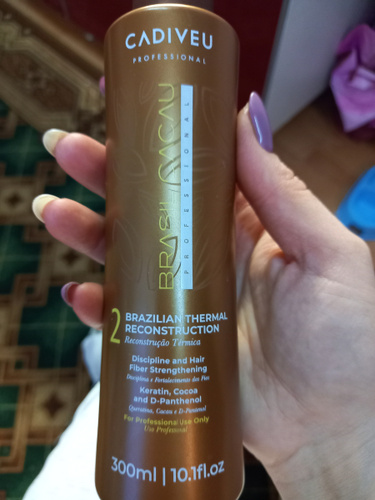 CADIVEU
PROFESSIONAL
BRASIL CACAU
PROFESSIONAL
2 BRAZILIAN THERMAL
RECONSTRUCTION
Reconstrução Térmica
Discipline and Hair
Fiber Strengthening
Disciplina e Fortalecimento dos Fios
Keratin, Cocoa
and D-Panthenol
Queratina, Cacau e D-Pantenol
For Professional Use Only
Uso Profissional
300ml | 10.1fl.oz